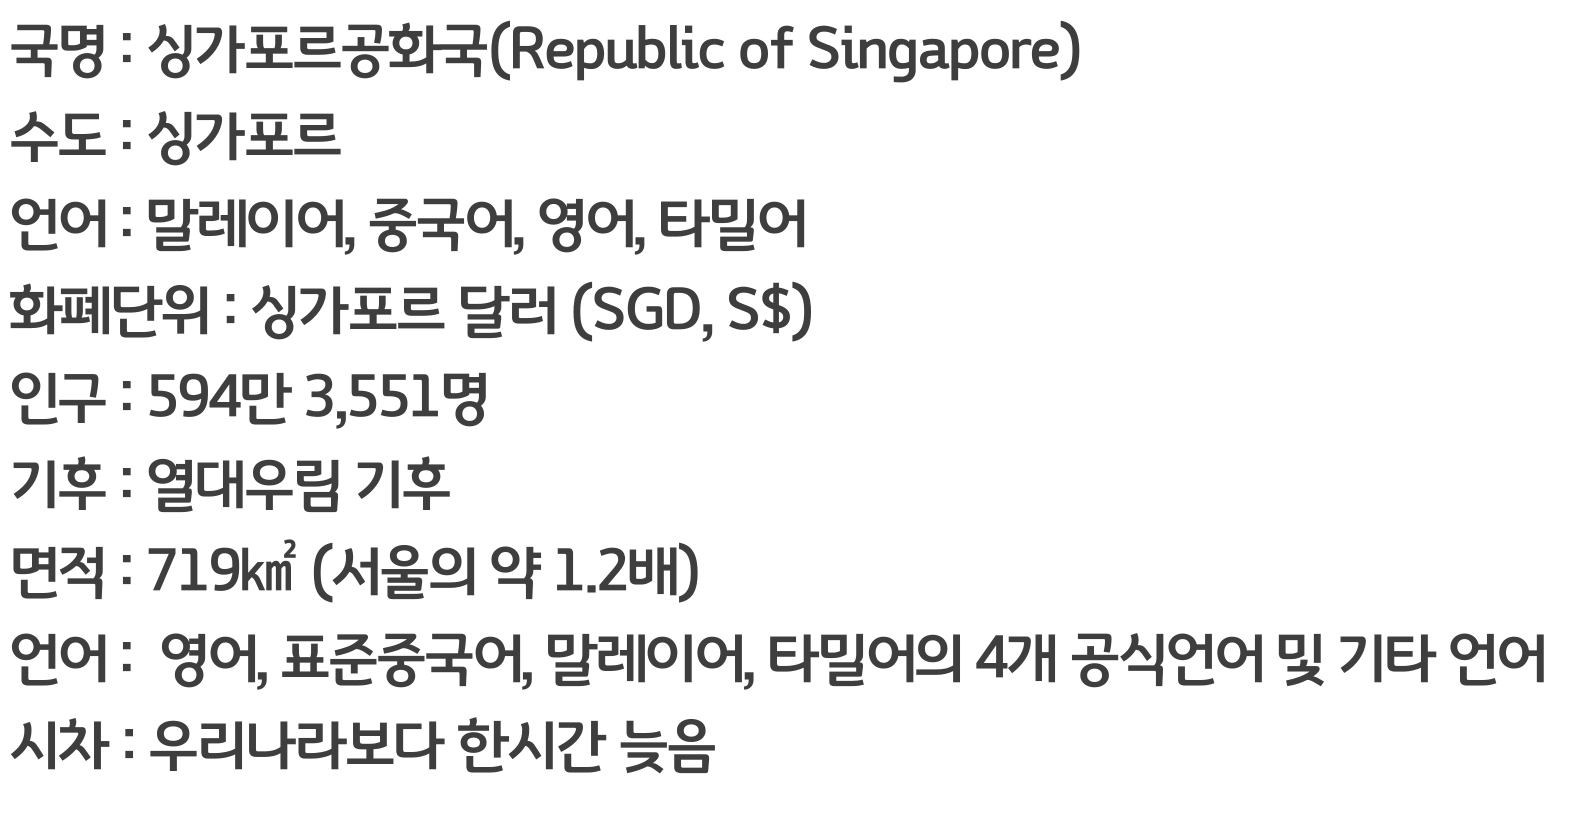 국명 : 싱가포르공화국(Republic of Singapore)
수도 : 싱가포르
언어 : 말레이어, 중국어, 영어, 타밀어
화폐단위 : 싱가포르 달러 (SGD, S$)
인구 : 594만 3,551명
기후 : 열대우림 기후
면적 : 719㎢ (서울의 약 1.2배)
언어 :  영어, 표준중국어, 말레이어, 타밀어의 4개 공식언어 및 기타 언어
시차 : 우리나라보다 한시간 늦음